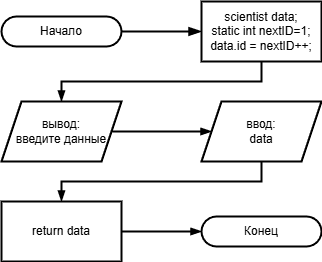 Начало
scientist data;
static int nextID=1;
data.id = nextID++;
вывод:
введите данные
ввод:
data
return data
Конец